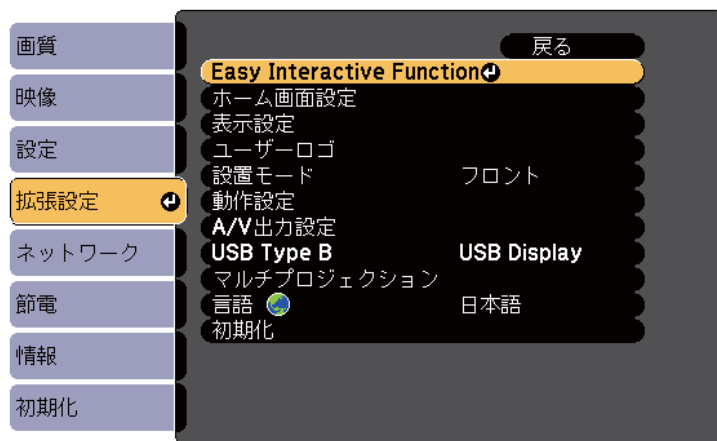 画質
映像
設定
拡張設定
ネットワーク
節電
情報
初期化
戻る
Easy Interactive Function
ホーム画面設定
表示設定
ユーザーロゴ
設置モード フロント
動作設定
A/V出力設定
USB Type B USB Display
マルチプロジェクション
言語 日本語
初期化